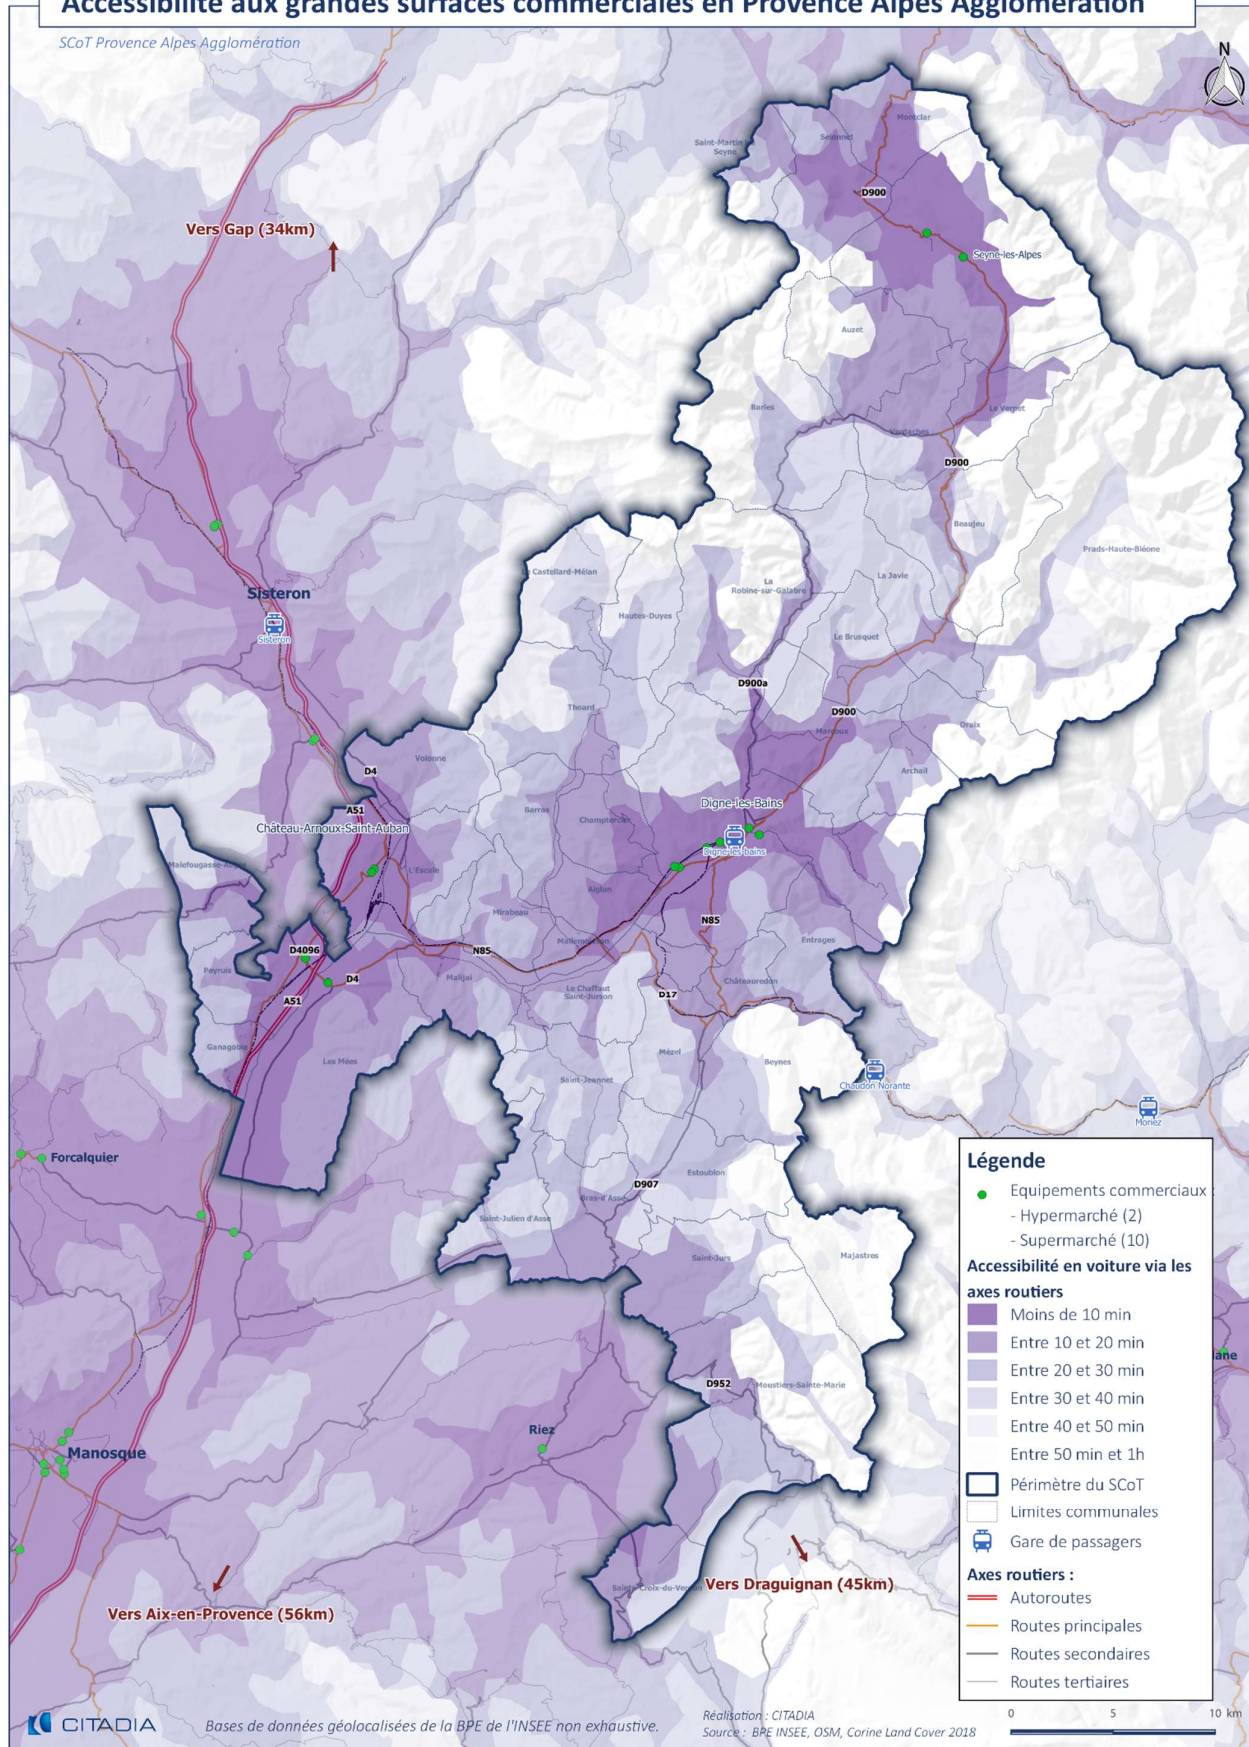 Accessibilité aux grandes surfaces commerciales en Provence Alpes Agglomération
SCoT Provence Alpes Agglomération
N
Montclar
Selonnet
Seyne
D900
Vers Gap (34km)
Seyne-les-Alpes
Auzet
Barles
Le Vernet
Verdaches
D900
Beaujeu
Prads-Haute-Bléone
Castellard-Mélan
La Javie
La
Robine-sur-Galabre
Sisteron
Hautes-Duyes
Sisteron
Le Brusquet
D900a
Thoard
D900
Draix
Marcoux
Volonne
D4
Archail
Digne-les-Bains
A51
Barras
Champtercier
Château-Arnoux-Saint-Auban
Digne-les-bains
Malefougasse-Auges
L'Escale
Aiglun
Mirabeau
N85
Entrages
Mallemoisson
D4096
N85
Peyruis
D4
Malijai
Châteauredon
Le Chaffaut
Saint-Jurson
D17
A51
Ganagobie
Les Mées
Mézel
Beynes
Saint-Jeannet
Chaudon Norante
Moriez
Forcalquier
Estoublon
D907
Bras-d'Asse
Saint-Julien d'Asse
Saint-Jurs
Majastres
D952
Moustiers-Sainte-Marie
Riez
Manosque
Vers Draguignan (45km)
Vers Aix-en-Provence (56km)
Légende
Equipements commerciaux :
- Hypermarché (2)
- Supermarché (10)
Accessibilité en voiture via les
axes routiers
Moins de 10 min
Entre 10 et 20 min
Entre 20 et 30 min
Entre 30 et 40 min
Entre 40 et 50 min
Entre 50 min et 1h
Périmètre du SCoT
Limites communales
Gare de passagers
Axes routiers :
Autoroutes
Routes principales
Routes secondaires
Routes tertiaires
CITADIA
Bases de données géolocalisées de la BPE de l'INSEE non exhaustive.
Réalisation : CITADIA
Source : BPE INSEE, OSM, Corine Land Cover 2018
0 5 10 km